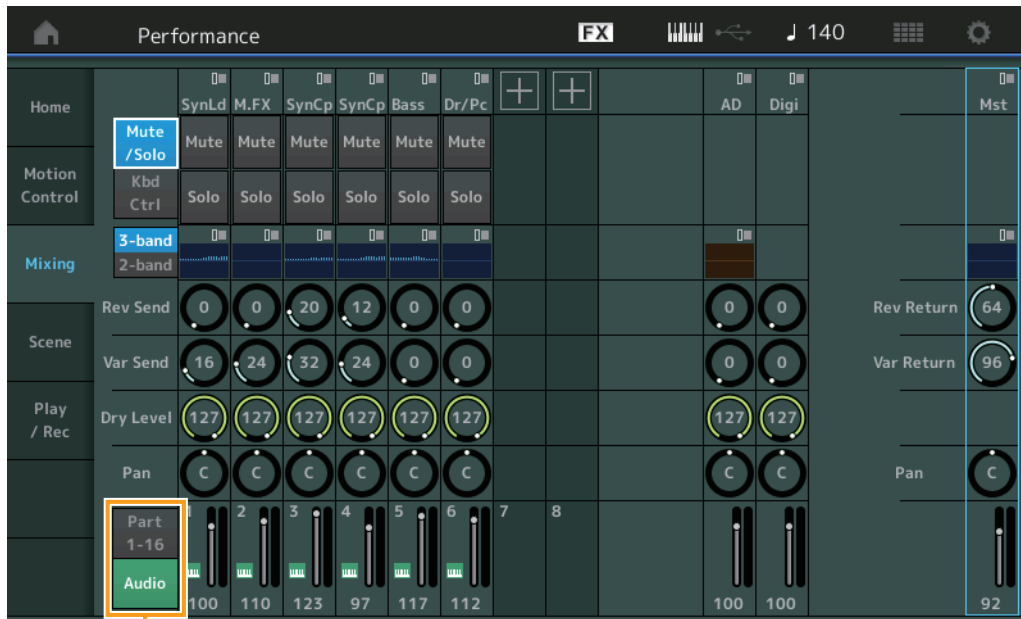 Performance FX 140
SynLd M.FX SynCp SynCp Bass Dr/Pc AD Digi Mst
Home
Mute
/Solo
Mute Mute Mute Mute Mute Mute
Motion
Control
Kbd
Ctrl
Solo Solo Solo Solo Solo Solo
3-band
2-band
Mixing
Rev Send 0 0 20 12 0 0 0 0 Rev Return 64
Scene
Var Send 16 24 32 24 0 0 0 0 Var Return 96
Play
/ Rec
Dry Level 127 127 127 127 127 127 127 127
Pan C C C C C C C C Pan C
Part
1-16
1 2 3 4 5 6 7 8
Audio
100 110 123 97 117 112 100 100 92